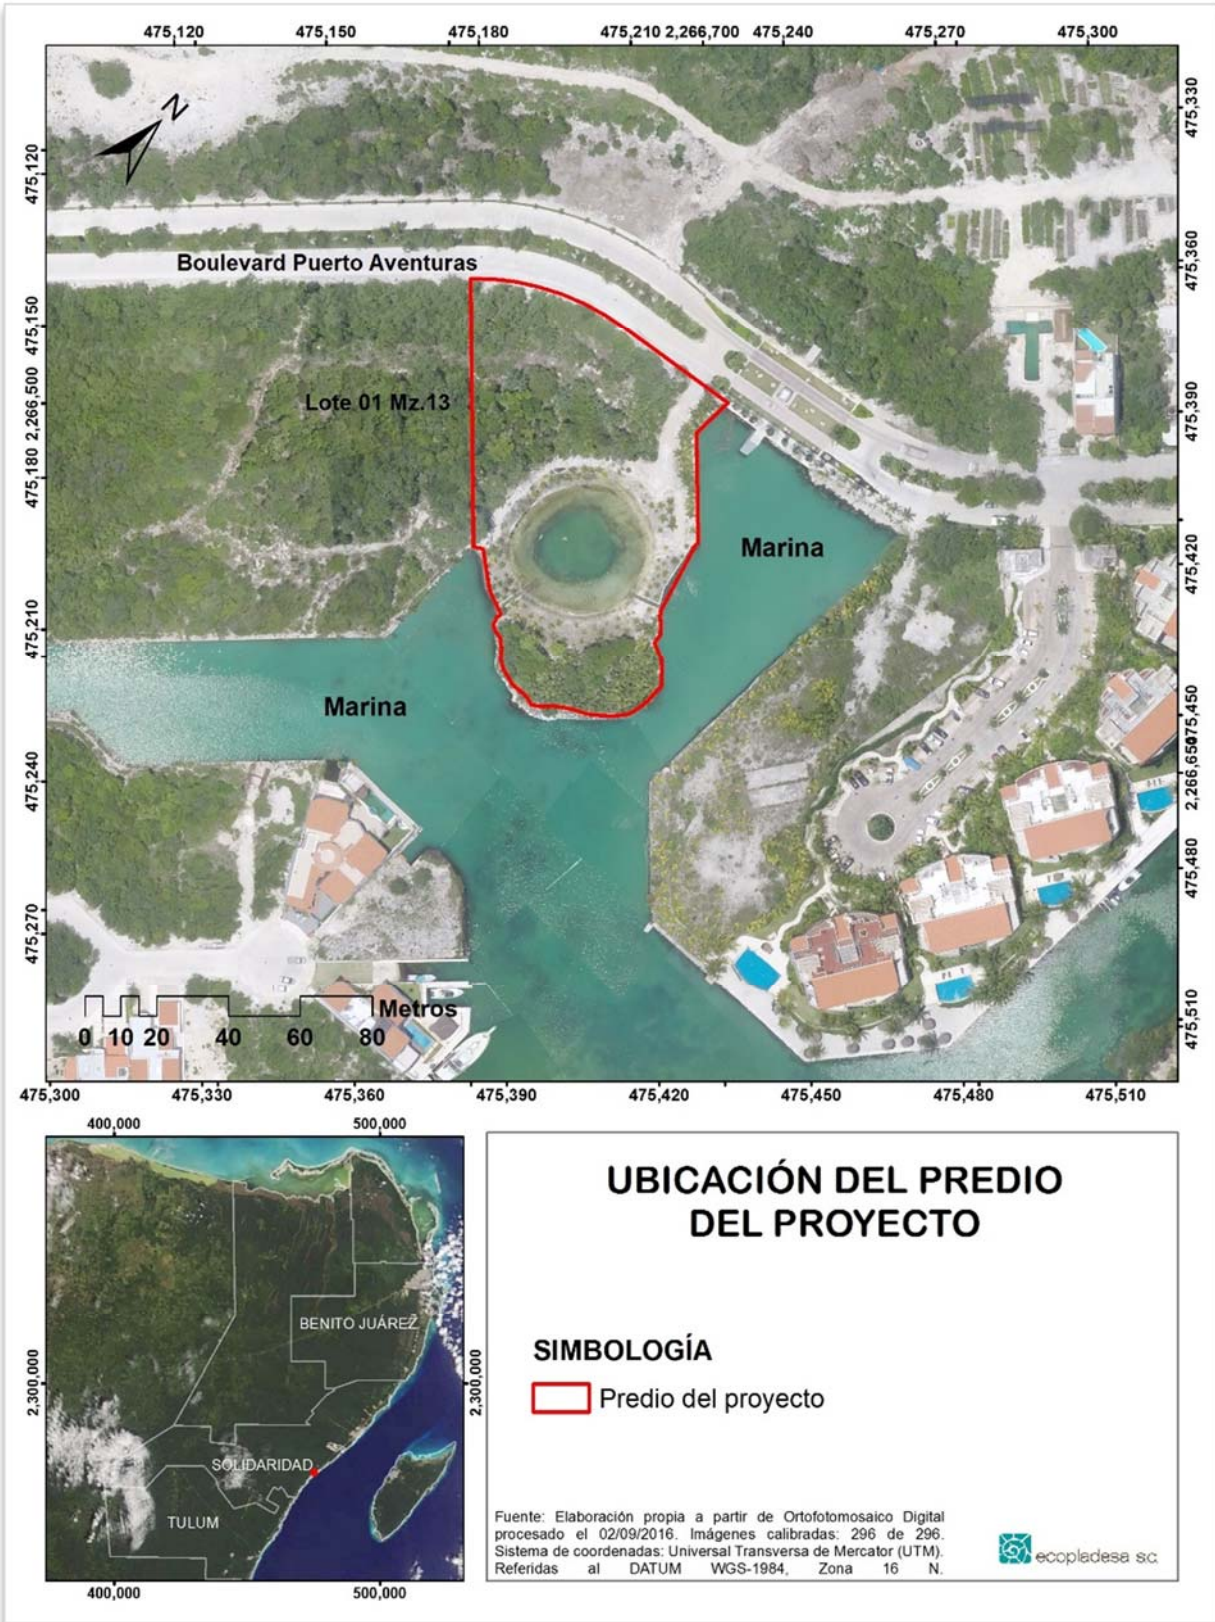 475,120 475,150 475,180 475,210 2,266,700 475,240 475,270 475,300
475,330
475,360
475,390
475,420
475,450
2,266,650
475,480
475,510
475,120
475,150
2,266,500
475,180
475,210
475,240
475,270
N
Boulevard Puerto Aventuras
Lote 01 Mz.13
Marina
Marina
Metros
0 10 20 40 60 80
475,300 475,330 475,360 475,390 475,420 475,450 475,480 475,510
400,000 500,000
2,300,000
2,300,000
BENITO JUÁREZ
SOLIDARIDAD
TULUM
400,000 500,000
UBICACIÓN DEL PREDIO
DEL PROYECTO
SIMBOLOGÍA
Predio del proyecto
Fuente: Elaboración propia a partir de Ortofotomosaico Digital
procesado el 02/09/2016. Imágenes calibradas: 296 de 296.
Sistema de coordenadas: Universal Transversa de Mercator (UTM).
Referidas al DATUM WGS-1984, Zona 16 N.
ecopladesa s.c.